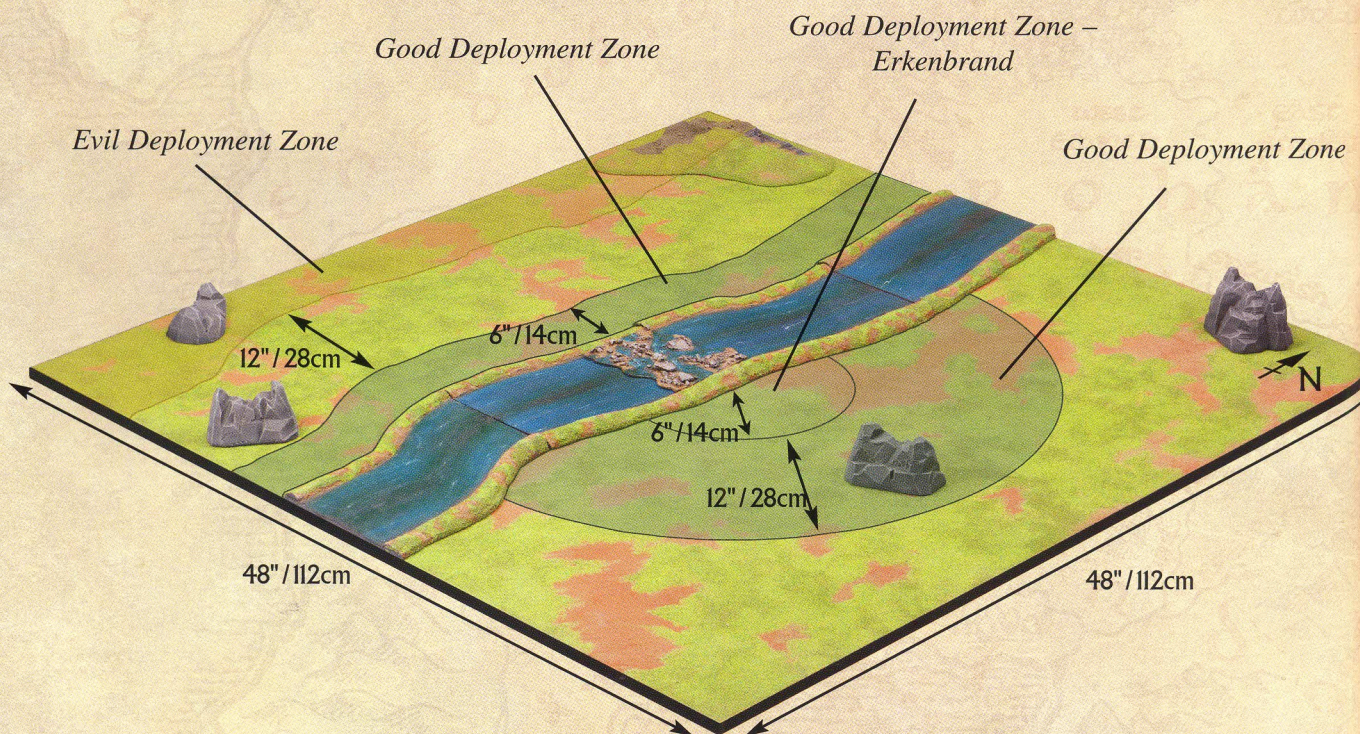 Good Deployment Zone –
Erkenbrand
Good Deployment Zone
Evil Deployment Zone
Good Deployment Zone
6"/14cm
12"/28cm
N
6"/14cm
12"/28cm
48"/112cm
48"/112cm